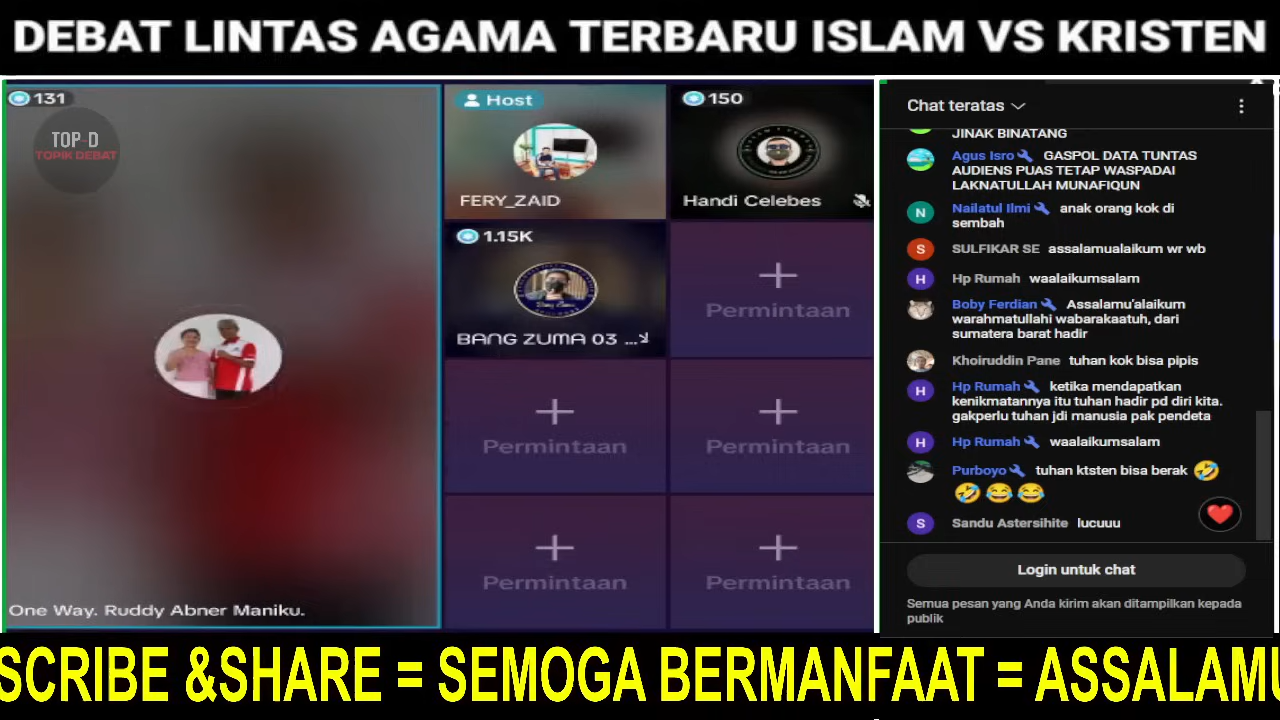 DEBAT LINTAS AGAMA TERBARU ISLAM VS KRISTEN
131
TOP-D
TOPIK DEBAT
One Way. Ruddy Abner Maniku.
Host
FERY_ZAID
150
Handi Celebes
1.15K
BANG ZUMA 03 ...
Permintaan
Permintaan
Permintaan
Permintaan
Permintaan
Chat teratas
JINAK BINATANG
Agus Isro GASPOL DATA TUNTAS
AUDIENS PUAS TETAP WASPADAI
LAKNATULLAH MUNAFIQUN
N Nailatul Ilmi anak orang kok di
sembah
S SULFIKAR SE assalamualaikum wr wb
H Hp Rumah waalaikumsalam
Boby Ferdian Assalamu'alaikum
warahmatullahi wabarakaatuh, dari
sumatera barat hadir
Khoiruddin Pane tuhan kok bisa pipis
H Hp Rumah ketika mendapatkan
kenikmatannya itu tuhan hadir pd diri kita.
gakperlu tuhan jdi manusia pak pendeta
H Hp Rumah waalaikumsalam
Purboyo tuhan ktsten bisa berak 🤣
🤣😂😂
S Sandu Astersihite lucuuu
Login untuk chat
Semua pesan yang Anda kirim akan ditampilkan kepada
publik
SCRIBE &SHARE = SEMOGA BERMANFAAT = ASSALAMU